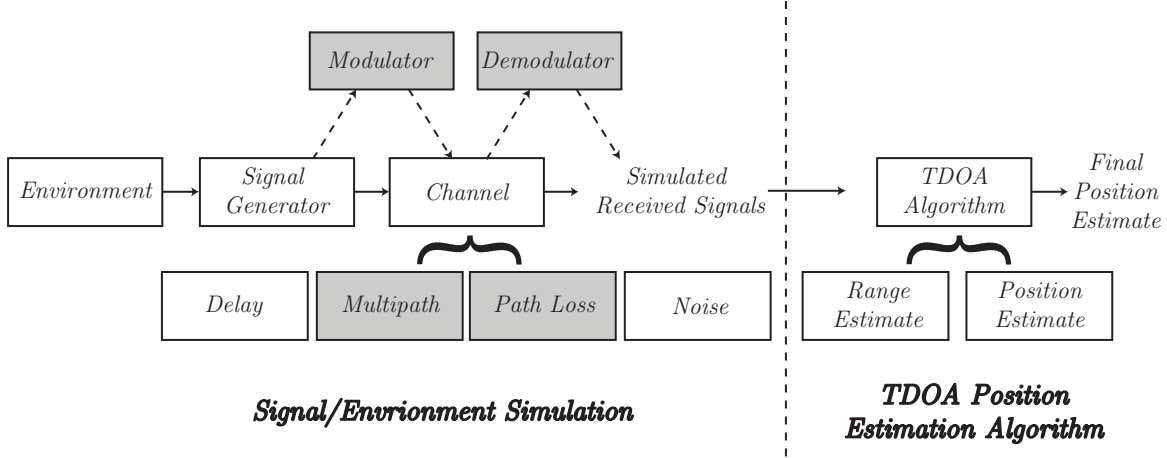 Modulator
Demodulator
Environment
Signal
Generator
Channel
Simulated
Received Signals
TDOA
Algorithm
Final
Position
Estimate
Delay
Multipath
Path Loss
Noise
Range
Estimate
Position
Estimate
Signal/Envrionment Simulation
TDOA Position
Estimation Algorithm